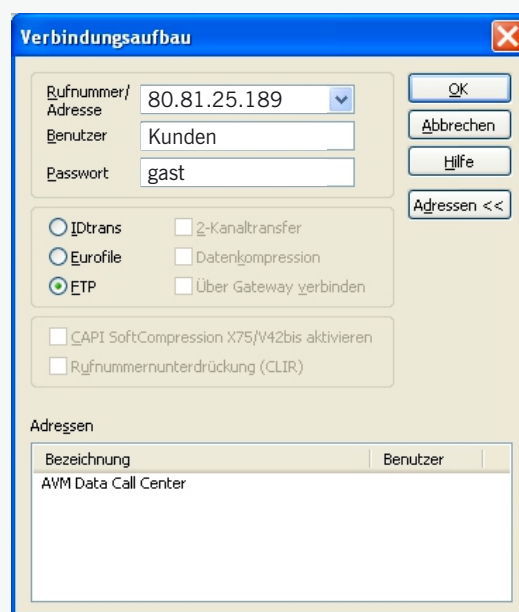 Verbindungsaufbau
Rufnummer/
Adresse
80.81.25.189
OK
Benutzer
Kunden
Abbrechen
Passwort
gast
Hilfe
Adressen <<
IDtrans
2-Kanaltransfer
Eurofile
Datenkompression
FTP
Über Gateway verbinden
CAPI SoftCompression X75/V42bis aktivieren
Rufnummernunterdrückung (CLIR)
Adressen
Bezeichnung
Benutzer
AVM Data Call Center